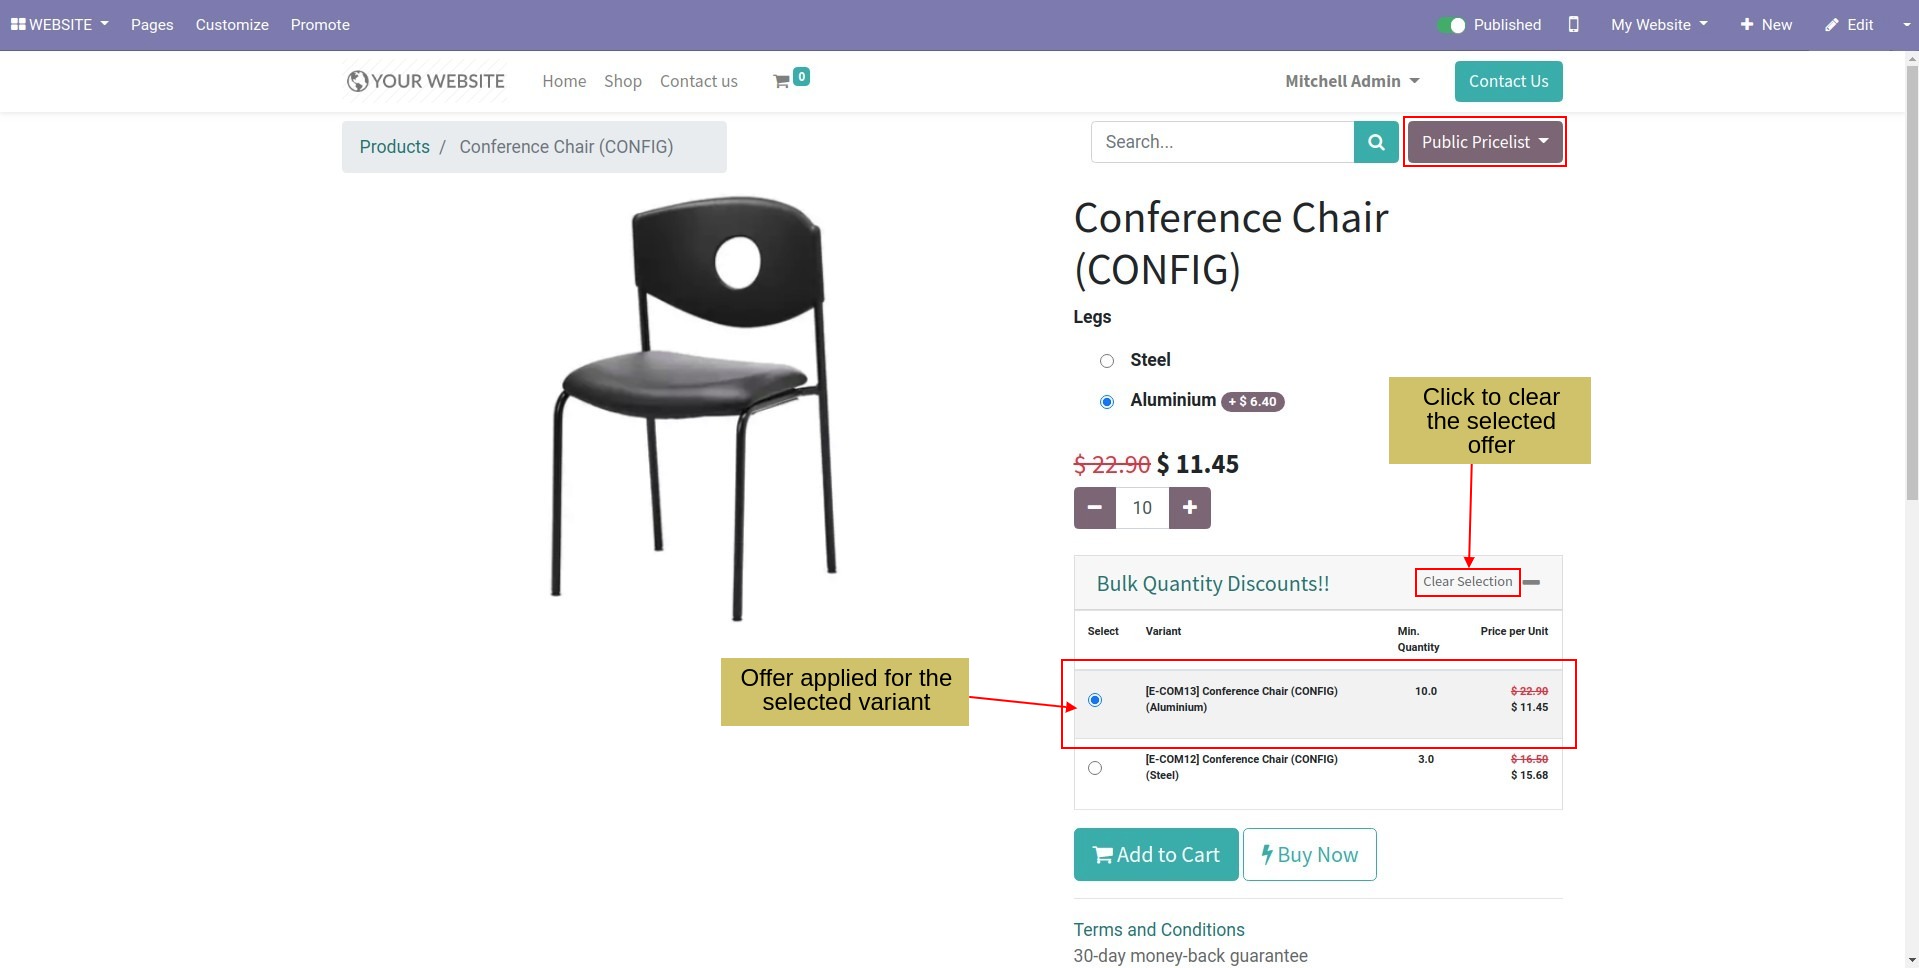 WEBSITE Pages Customize Promote Published My Website New Edit
YOUR WEBSITE Home Shop Contact us 0 Mitchell Admin Contact Us
Products / Conference Chair (CONFIG) Search... Public Pricelist
Conference Chair
(CONFIG)
Legs
Steel
Aluminium + $ 6.40
Click to clear
the selected
offer
$ 22.90 $ 11.45
10
Bulk Quantity Discounts!! Clear Selection
Select Variant Min. Price per Unit
Quantity
Offer applied for the
selected variant
[E-COM13] Conference Chair (CONFIG) 10.0 $ 22.90
(Aluminium) $ 11.45
[E-COM12] Conference Chair (CONFIG) 3.0 $ 16.50
(Steel) $ 15.68
Add to Cart Buy Now
Terms and Conditions
30-day money-back guarantee